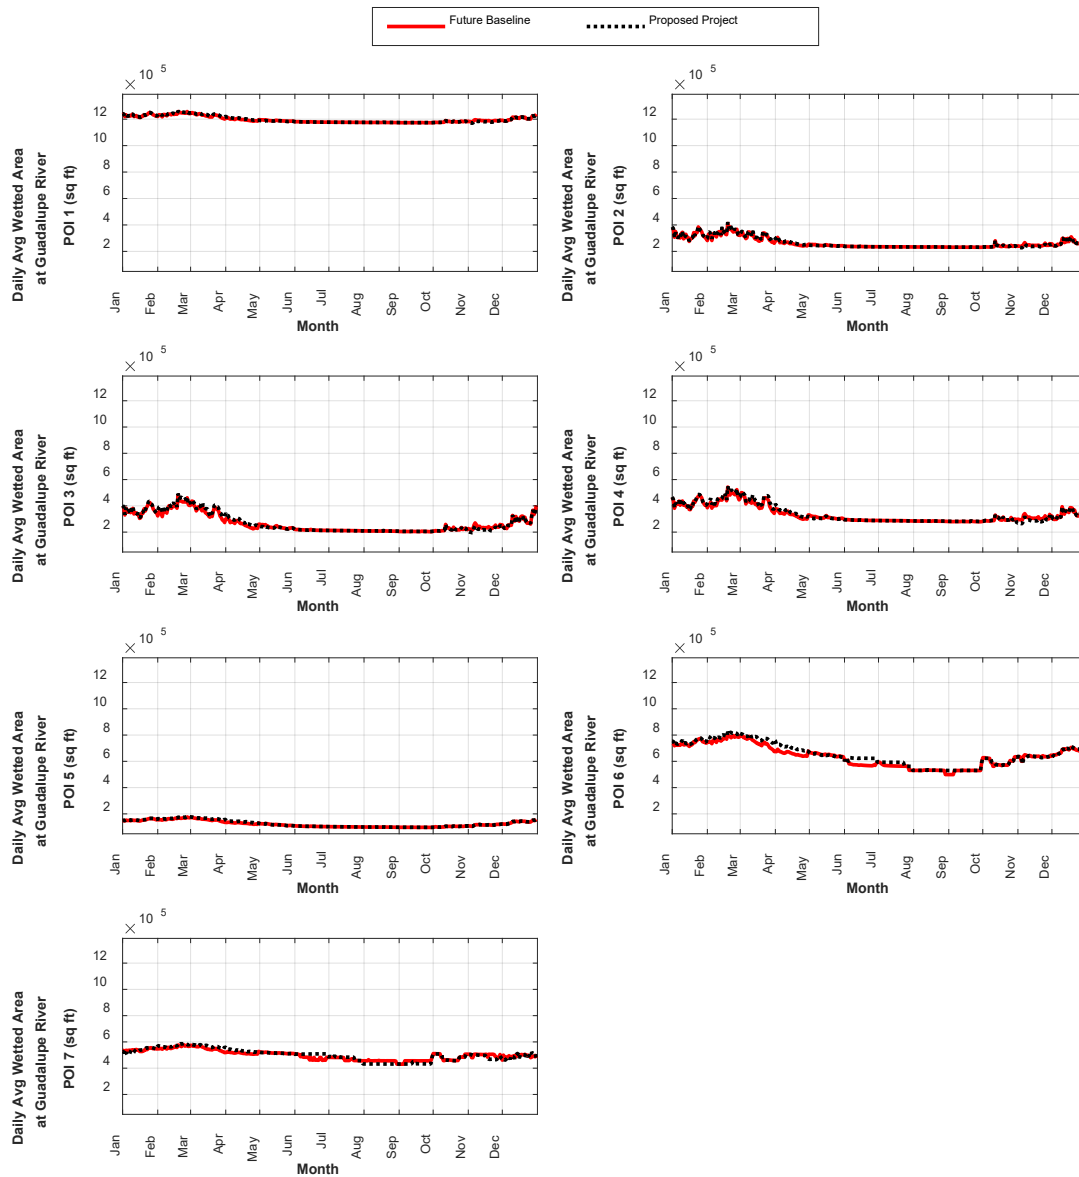 Future Baseline
Proposed Project
× 10 5
12
10
8
6
4
2
Daily Avg Wetted Area
at Guadalupe River
POI 1 (sq ft)
Jan
Feb
Mar
Apr
May
Jun
Jul
Aug
Sep
Oct
Nov
Dec
Month
× 10 5
12
10
8
6
4
2
Daily Avg Wetted Area
at Guadalupe River
POI 2 (sq ft)
Jan
Feb
Mar
Apr
May
Jun
Jul
Aug
Sep
Oct
Nov
Dec
Month
× 10 5
12
10
8
6
4
2
Daily Avg Wetted Area
at Guadalupe River
POI 3 (sq ft)
Jan
Feb
Mar
Apr
May
Jun
Jul
Aug
Sep
Oct
Nov
Dec
Month
× 10 5
12
10
8
6
4
2
Daily Avg Wetted Area
at Guadalupe River
POI 4 (sq ft)
Jan
Feb
Mar
Apr
May
Jun
Jul
Aug
Sep
Oct
Nov
Dec
Month
× 10 5
12
10
8
6
4
2
Daily Avg Wetted Area
at Guadalupe River
POI 5 (sq ft)
Jan
Feb
Mar
Apr
May
Jun
Jul
Aug
Sep
Oct
Nov
Dec
Month
× 10 5
12
10
8
6
4
2
Daily Avg Wetted Area
at Guadalupe River
POI 6 (sq ft)
Jan
Feb
Mar
Apr
May
Jun
Jul
Aug
Sep
Oct
Nov
Dec
Month
× 10 5
12
10
8
6
4
2
Daily Avg Wetted Area
at Guadalupe River
POI 7 (sq ft)
Jan
Feb
Mar
Apr
May
Jun
Jul
Aug
Sep
Oct
Nov
Dec
Month